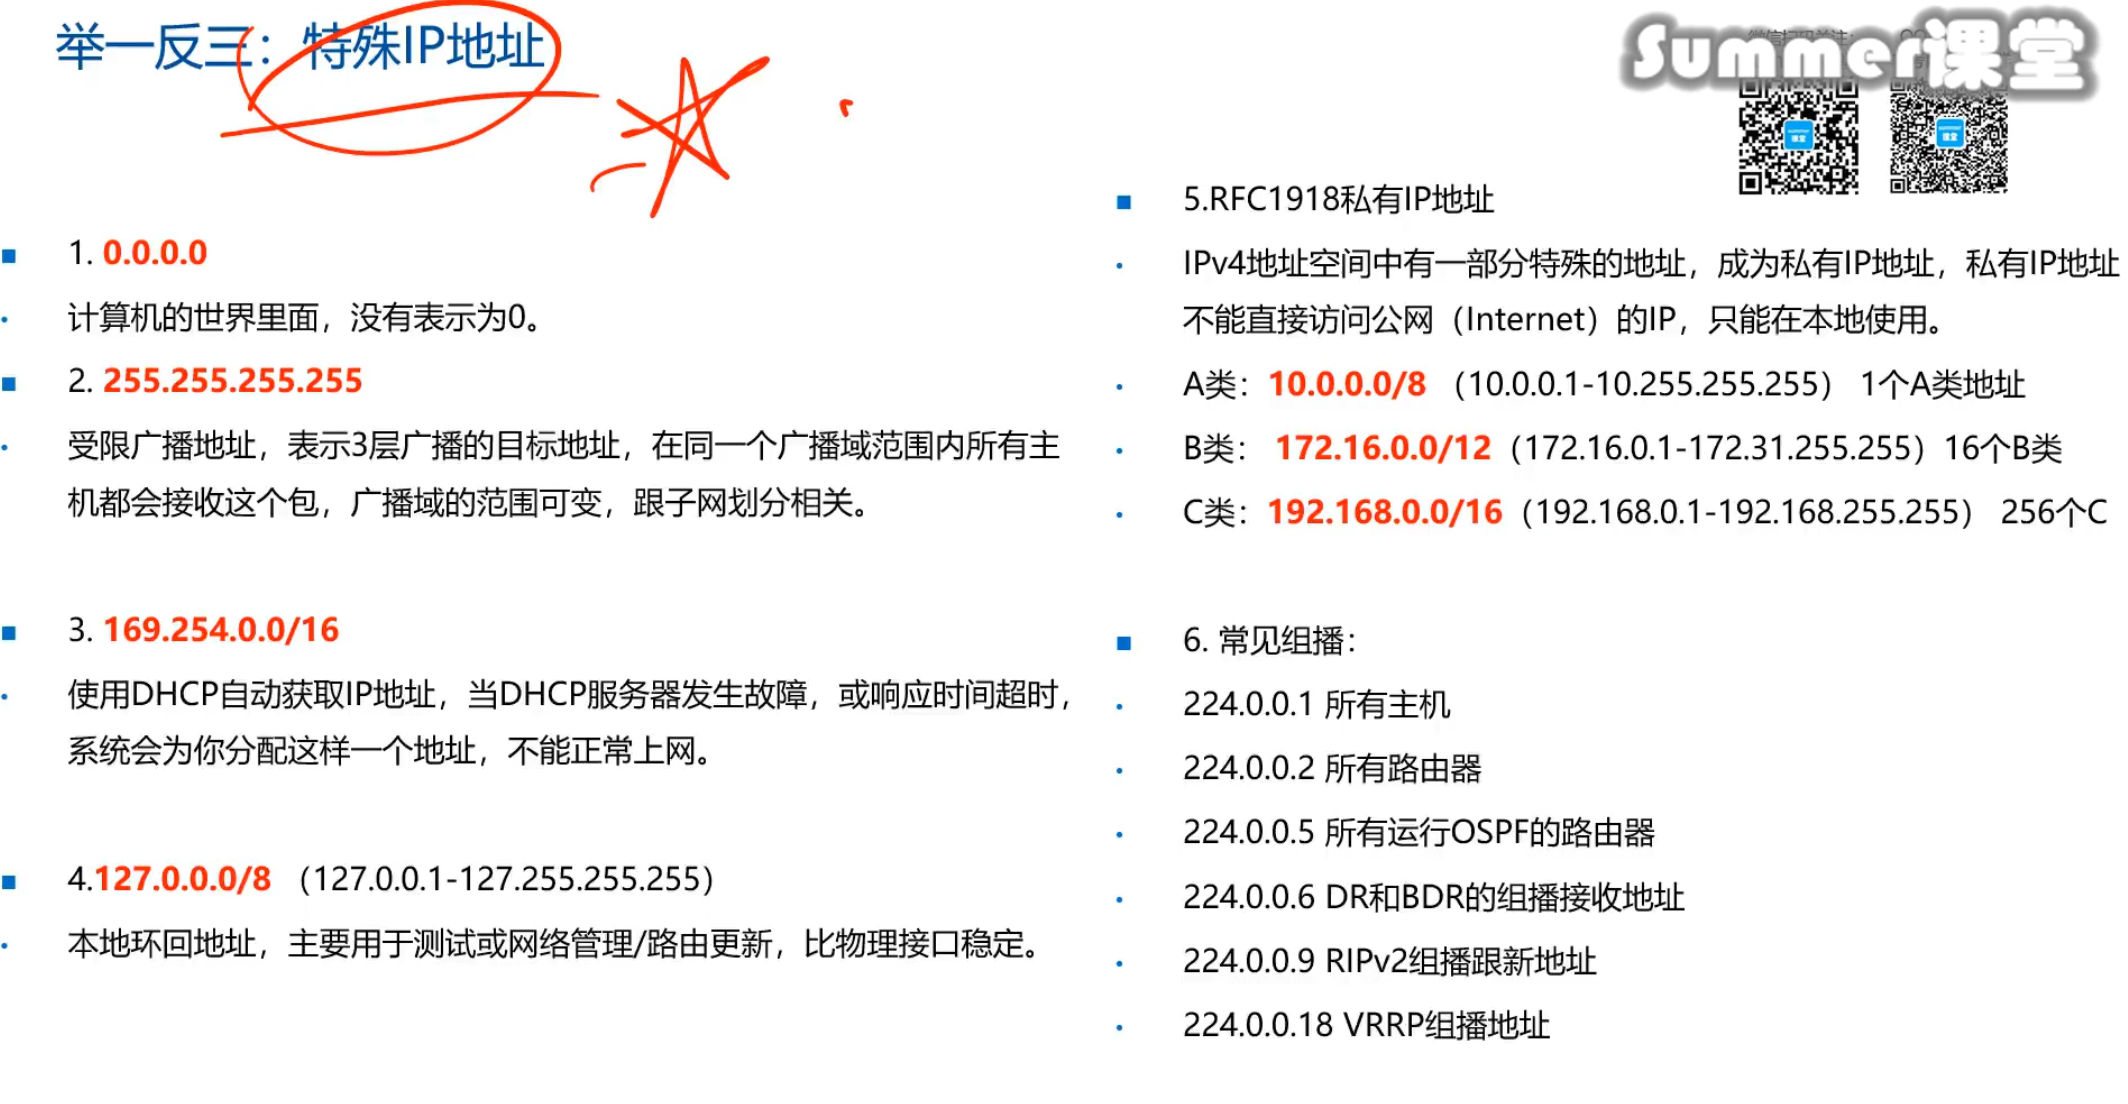 举一反三：特殊IP地址
Summer课堂
1. 0.0.0.0
计算机的世界里面，没有表示为0。
2. 255.255.255.255
受限广播地址，表示3层广播的目标地址，在同一个广播域范围内所有主
机都会接收这个包，广播域的范围可变，跟子网划分相关。
3. 169.254.0.0/16
使用DHCP自动获取IP地址，当DHCP服务器发生故障，或响应时间超时，
系统会为你分配这样一个地址，不能正常上网。
4.127.0.0.0/8 （127.0.0.1-127.255.255.255）
本地环回地址，主要用于测试或网络管理/路由更新，比物理接口稳定。
5.RFC1918私有IP地址
IPv4地址空间中有一部分特殊的地址，成为私有IP地址，私有IP地址
不能直接访问公网（Internet）的IP，只能在本地使用。
A类：10.0.0.0/8 （10.0.0.1-10.255.255.255） 1个A类地址
B类： 172.16.0.0/12（172.16.0.1-172.31.255.255）16个B类
C类：192.168.0.0/16（192.168.0.1-192.168.255.255） 256个C
6. 常见组播：
224.0.0.1 所有主机
224.0.0.2 所有路由器
224.0.0.5 所有运行OSPF的路由器
224.0.0.6 DR和BDR的组播接收地址
224.0.0.9 RIPv2组播跟新地址
224.0.0.18 VRRP组播地址